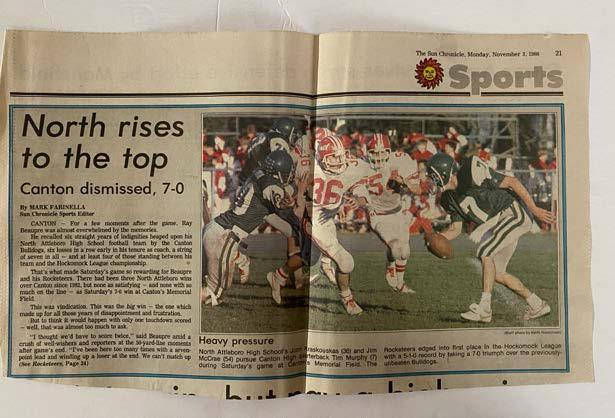 The Sun Chronicle, Monday, November 3, 1986 21
Sports
North rises
to the top
Canton dismissed, 7-0
By MARK FARINELLA
Sun Chronicle Sports Editor
CANTON – For a few moments after the game, Ray
Beaupre was almost overwhelmed by the memories.
He recalled six straight years of indignities heaped upon his
North Attleboro High School football team by the Canton
Bulldogs, six losses in a row early in his tenure as coach, a string
of seven in all – and at least four of those standing between his
team and the Hockomock League championship.
That's what made Saturday's game so rewarding for Beaupre
and his Rocketeers. There had been three North Attleboro wins
over Canton since 1982, but none as satisfying – and none with so
much on the line – as Saturday's 7-0 win at Canton's Memorial
Field.
This was vindication. This was the big win – the one which
made up for all those years of disappointment and frustration.
But to think it would happen with only one touchdown scored
– well, that was almost too much to ask.
"I thought we'd have to score twice," said Beaupre amid a
crush of well-wishers and reporters at the 10-yard-line moments
after game's end. "I've been here too many times with a seven-
point lead and winding up a loser at the end. We can't match up
(See Rocketeers, Page 24)
36
54
7
Heavy pressure
North Attleboro High School's John Kraskouskas (36) and Jim
McCrae (54) pursue Canton High quarterback Tim Murphy (7)
during Saturday's game at Canton's Memorial Field. The
Rocketeers edged into first place in the Hockomock League
with a 5-1-0 record by taking a 7-0 triumph over the previously-
unbeaten Bulldogs.